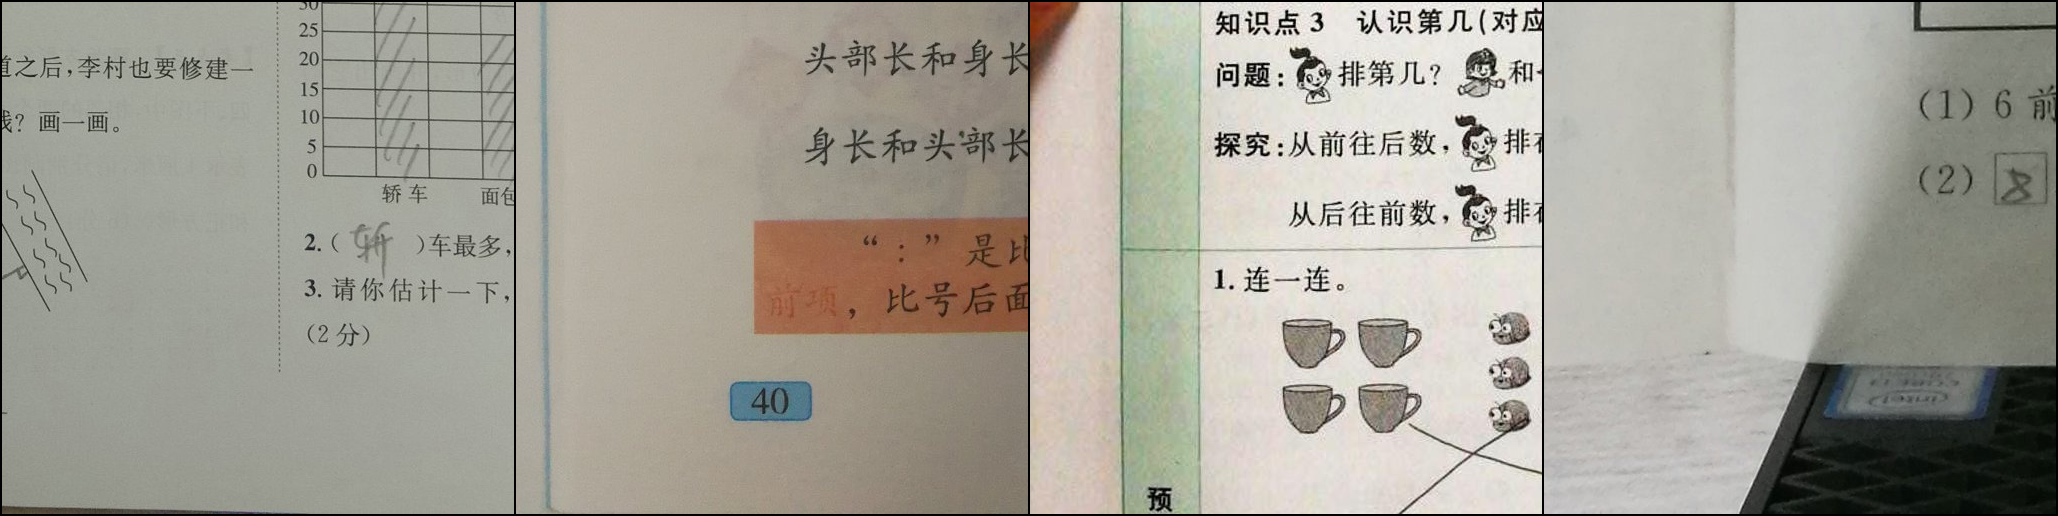 道之后，李村也要修建一
线？画一画。
30
25
20
15
10
5
0
轿车 面包
2.（轿）车最多，
3.请你估计一下，
（2分）
头部长和身长
身长和头部长
“：”是比
前项，比号后面
40
知识点3 认识第几(对应
问题：排第几？和
探究：从前往后数，排在
从后往前数，排在
1.连一连。
预
(1) 6 前
(2) 8
intel
CORE i3